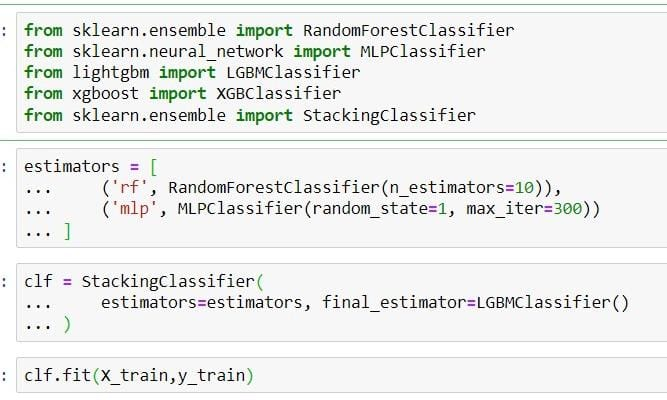 : from sklearn.ensemble import RandomForestClassifier
from sklearn.neural_network import MLPClassifier
from lightgbm import LGBMClassifier
from xgboost import XGBClassifier
from sklearn.ensemble import StackingClassifier
: estimators = [
...     ('rf', RandomForestClassifier(n_estimators=10)),
...     ('mlp', MLPClassifier(random_state=1, max_iter=300))
... ]
: clf = StackingClassifier(
...     estimators=estimators, final_estimator=LGBMClassifier()
... )
: clf.fit(X_train,y_train)